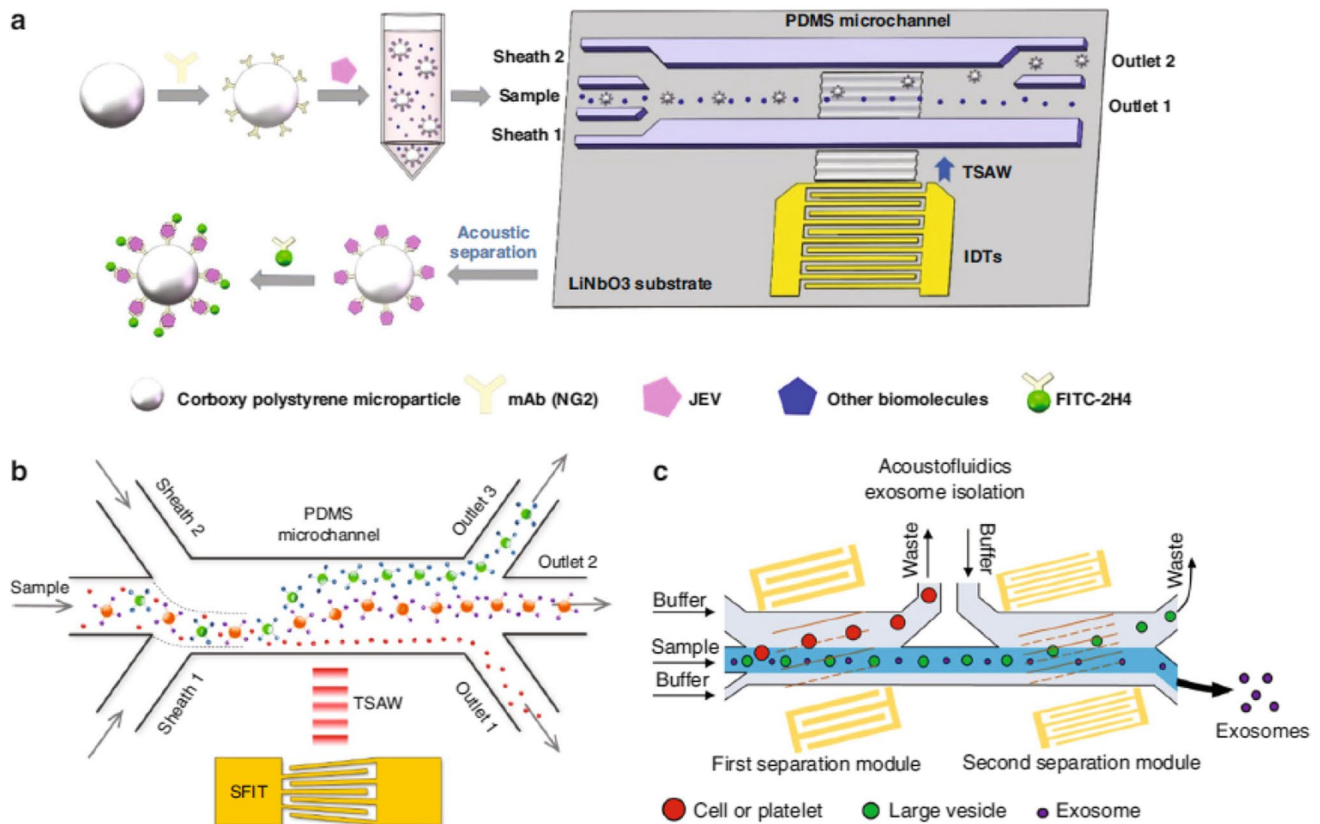 a
PDMS microchannel
Sheath 2
Outlet 2
Sample
Outlet 1
Sheath 1
TSAW
Acoustic
separation
IDTs
LiNbO3 substrate
Corboxy polystyrene microparticle
mAb (NG2)
JEV
Other biomolecules
FITC-2H4
b
Sheath 2
PDMS
microchannel
Outlet 3
Outlet 2
Sample
Sheath 1
TSAW
Outlet 1
SFIT
c
Acoustofluidics
exosome isolation
Waste
Buffer
Waste
Buffer
Sample
Buffer
Exosomes
First separation module
Second separation module
Cell or platelet
Large vesicle
Exosome